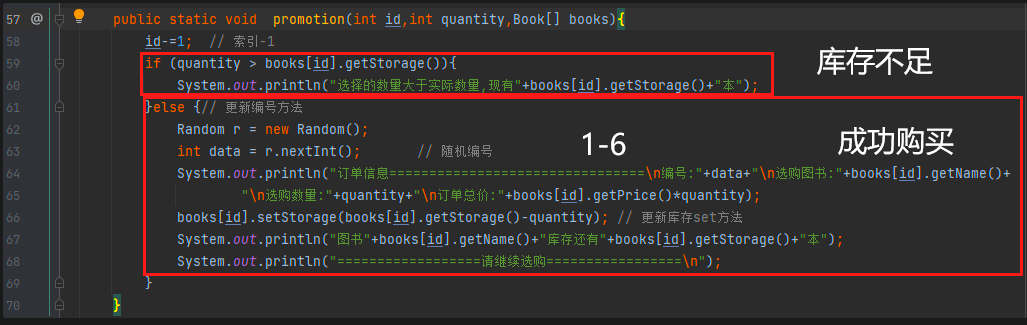 57 @ public static void  promotion(int id,int quantity,Book[] books){
58 id-=1;  // 索引-1
59 if (quantity > books[id].getStorage()){
库存不足
60 System.out.println("选择的数量大于实际数量,现有"+books[id].getStorage()+"本");
61 }else {// 更新编号方法
62 Random r = new Random();
1-6
成功购买
63 int data = r.nextInt();       // 随机编号
64 System.out.println("订单信息================================\n编号:"+data+"\n选购图书:"+books[id].getName()+
65 "\n选购数量:"+quantity+"\n订单总价:"+books[id].getPrice()*quantity);
66 books[id].setStorage(books[id].getStorage()-quantity); // 更新库存set方法
67 System.out.println("图书"+books[id].getName()+"库存还有"+books[id].getStorage()+"本");
68 System.out.println("==================请继续选购=================\n");
69 }
70 }